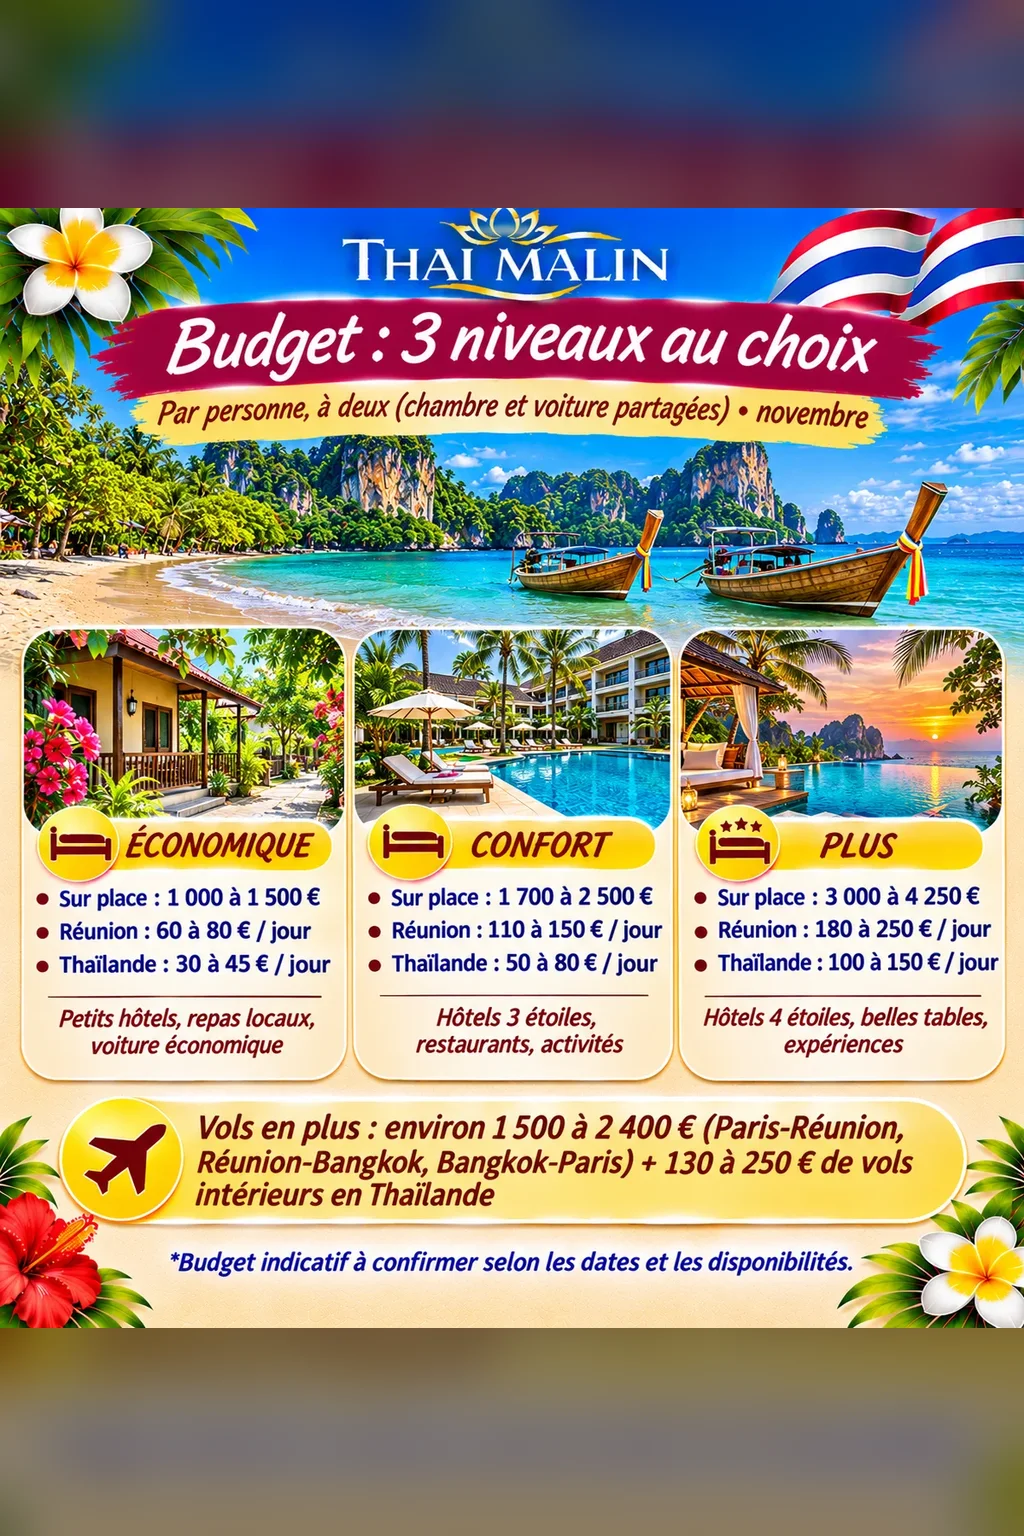 THAI MALIN
Budget : 3 niveaux au choix
Par personne, à deux (chambre et voiture partagées) • novembre
ÉCONOMIQUE
• Sur place : 1 000 à 1 500 €
• Réunion : 60 à 80 € / jour
• Thaïlande : 30 à 45 € / jour
Petits hôtels, repas locaux,
voiture économique
CONFORT
• Sur place : 1 700 à 2 500 €
• Réunion : 110 à 150 € / jour
• Thaïlande : 50 à 80 € / jour
Hôtels 3 étoiles,
restaurants, activités
PLUS
• Sur place : 3 000 à 4 250 €
• Réunion : 180 à 250 € / jour
• Thaïlande : 100 à 150 € / jour
Hôtels 4 étoiles, belles tables,
expériences
Vols en plus : environ 1 500 à 2 400 € (Paris-Réunion,
Réunion-Bangkok, Bangkok-Paris) + 130 à 250 € de vols
intérieurs en Thaïlande
*Budget indicatif à confirmer selon les dates et les disponibilités.